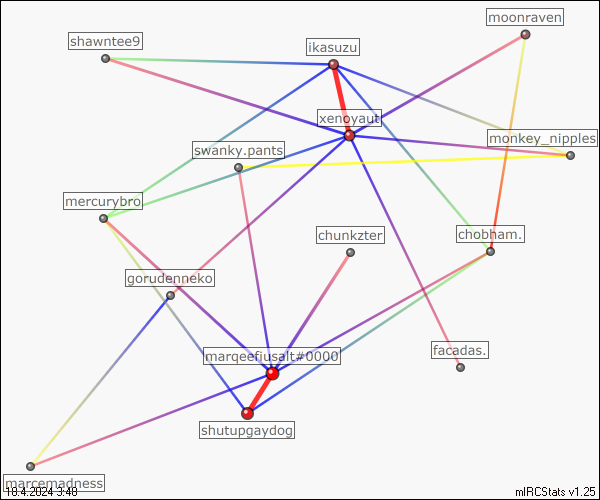 moonraven
shawntee9
ikasuzu
xenoyaut
monkey_nipples
swanky.pants
mercurybro
chunkzter
chobham.
gorudenneko
marqeefiusalt#0000
facadas.
shutupgaydog
marcemadness
18.4.2024 3:48
mIRCStats v1.25